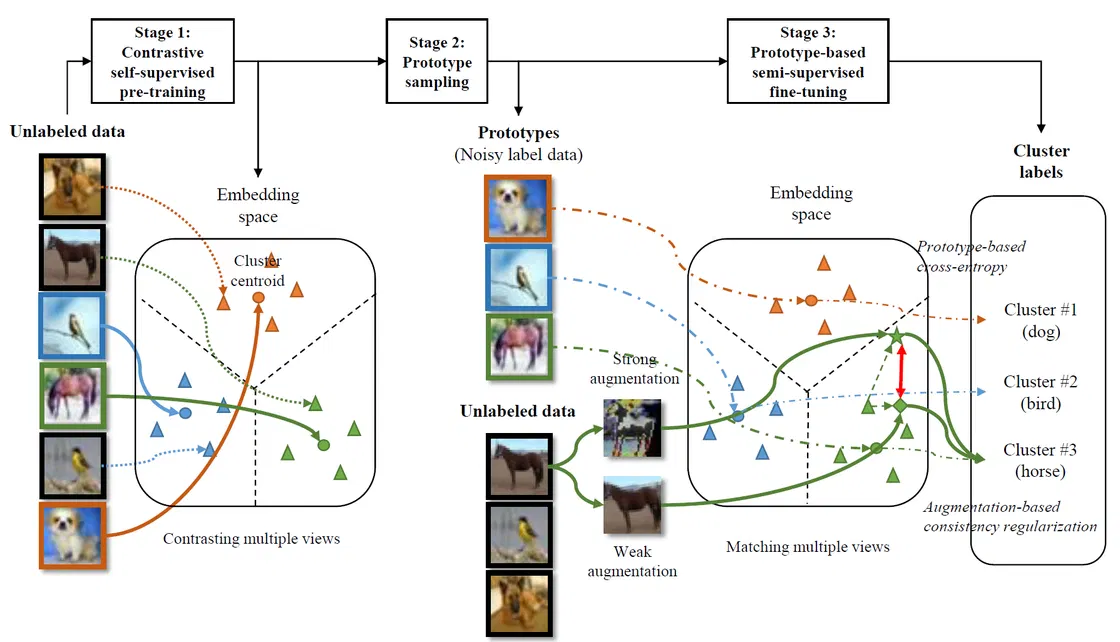 Stage 1:
Contrastive
self-supervised
pre-training
Stage 2:
Prototype
sampling
Stage 3:
Prototype-based
semi-supervised
fine-tuning
Unlabeled data
Prototypes
(Noisy label data)
Cluster
labels
Embedding
space
Embedding
space
Cluster
centroid
Prototype-based
cross-entropy
Cluster #1
(dog)
Strong
augmentation
Cluster #2
(bird)
Unlabeled data
Cluster #3
(horse)
Augmentation-based
consistency regularization
Contrasting multiple views
Weak
augmentation
Matching multiple views